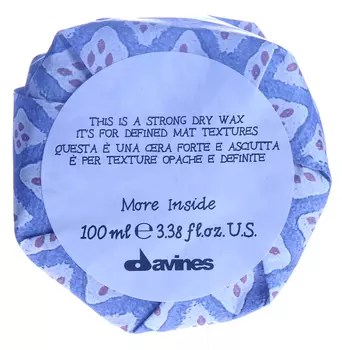 THIS IS A STRONG DRY WAX
IT'S FOR DEFINED MAT TEXTURES
QUESTA È UNA CERA FORTE E ASCIUTTA
È PER TEXTURE OPACHE E DEFINITE
More Inside
100 ml ℮ 3.38 fl.oz.U.S.
davines